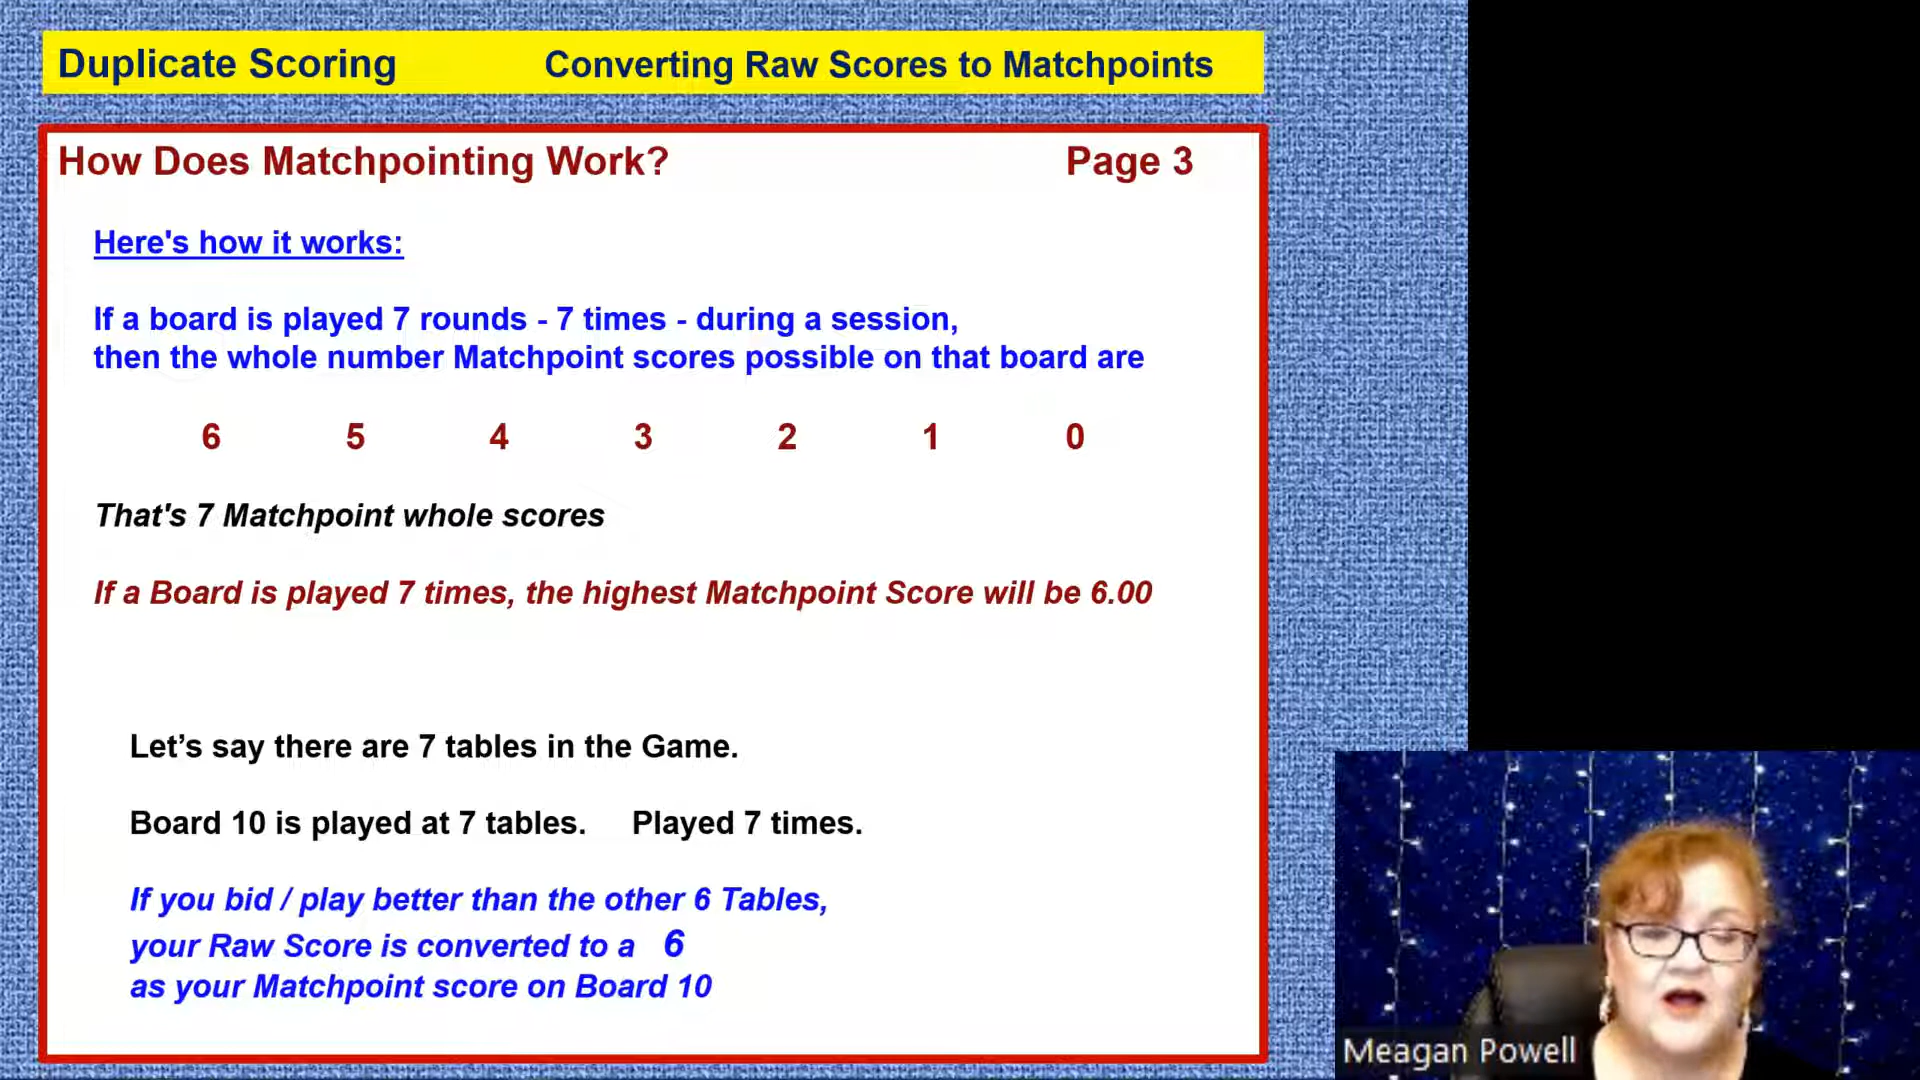 Duplicate Scoring Converting Raw Scores to Matchpoints
How Does Matchpointing Work? Page 3
Here's how it works:
If a board is played 7 rounds - 7 times - during a session,
then the whole number Matchpoint scores possible on that board are
6 5 4 3 2 1 0
That's 7 Matchpoint whole scores
If a Board is played 7 times, the highest Matchpoint Score will be 6.00
Let’s say there are 7 tables in the Game.
Board 10 is played at 7 tables. Played 7 times.
If you bid / play better than the other 6 Tables,
your Raw Score is converted to a 6
as your Matchpoint score on Board 10
Meagan Powell